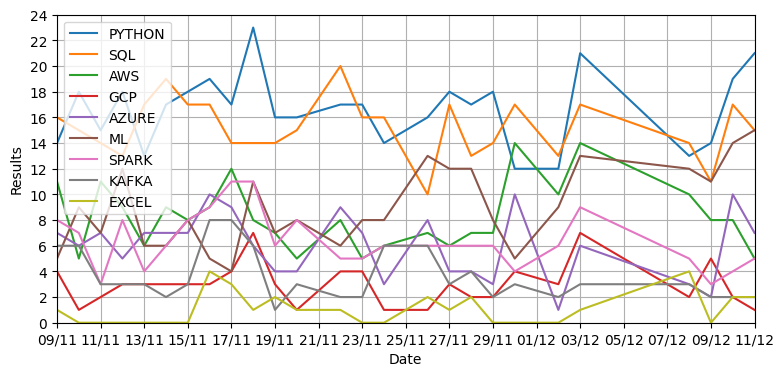 24
22
20
18
16
14
12
10
8
6
4
2
0
Results
PYTHON
SQL
AWS
GCP
AZURE
ML
SPARK
KAFKA
EXCEL
09/11 11/11 13/11 15/11 17/11 19/11 21/11 23/11 25/11 27/11 29/11 01/12 03/12 05/12 07/12 09/12 11/12
Date